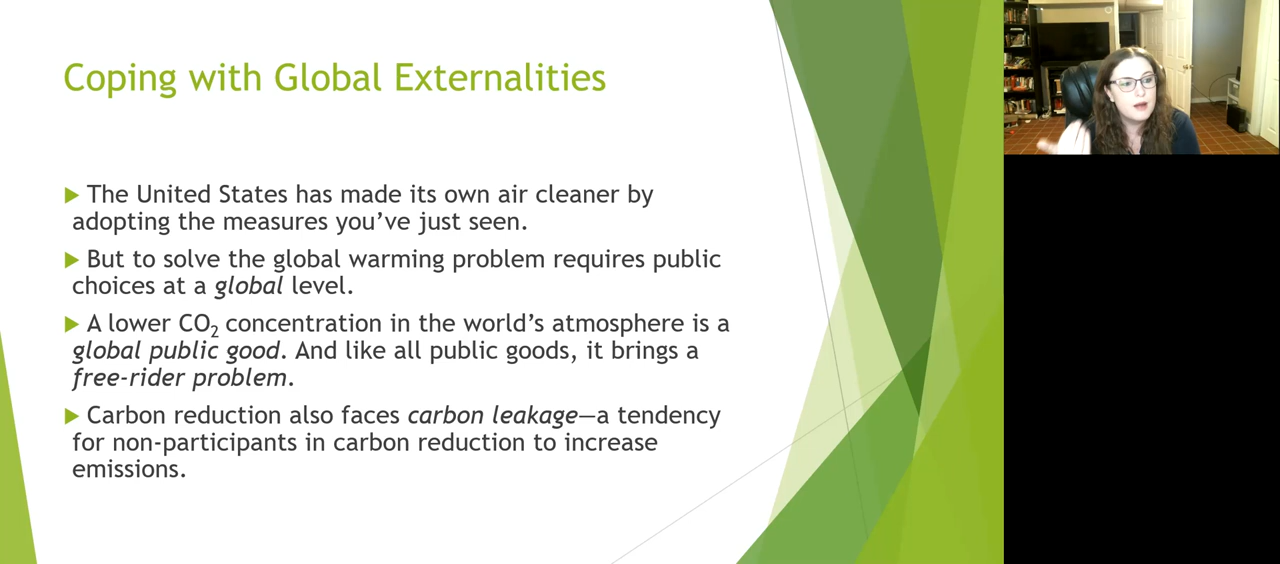 Coping with Global Externalities
The United States has made its own air cleaner by
adopting the measures you’ve just seen.
But to solve the global warming problem requires public
choices at a global level.
A lower CO2 concentration in the world’s atmosphere is a
global public good. And like all public goods, it brings a
free-rider problem.
Carbon reduction also faces carbon leakage—a tendency
for non-participants in carbon reduction to increase
emissions.